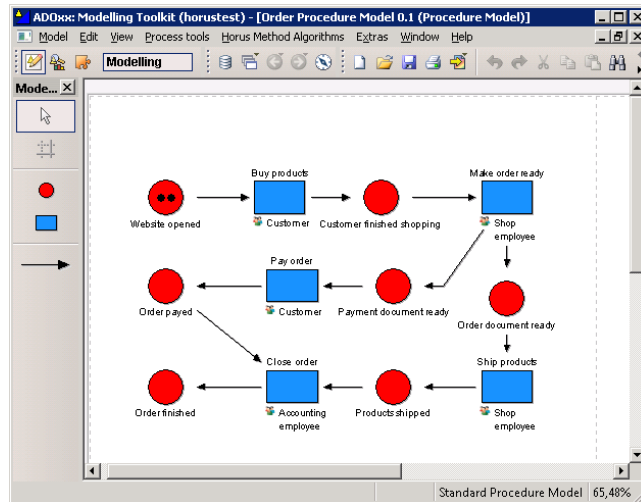 ADOxx: Modelling Toolkit (horustest) - [Order Procedure Model 0.1 (Procedure Model)]
Model Edit View Process tools Horus Method Algorithms Extras Window Help
Modelling
Mode...
Buy products
Make order ready
Website opened
Customer
Customer finished shopping
Shop
employee
Pay order
Order payed
Customer
Payment document ready
Order document ready
Close order
Ship products
Order finished
Accounting
employee
Products shipped
Shop
employee
Standard Procedure Model 65,48%